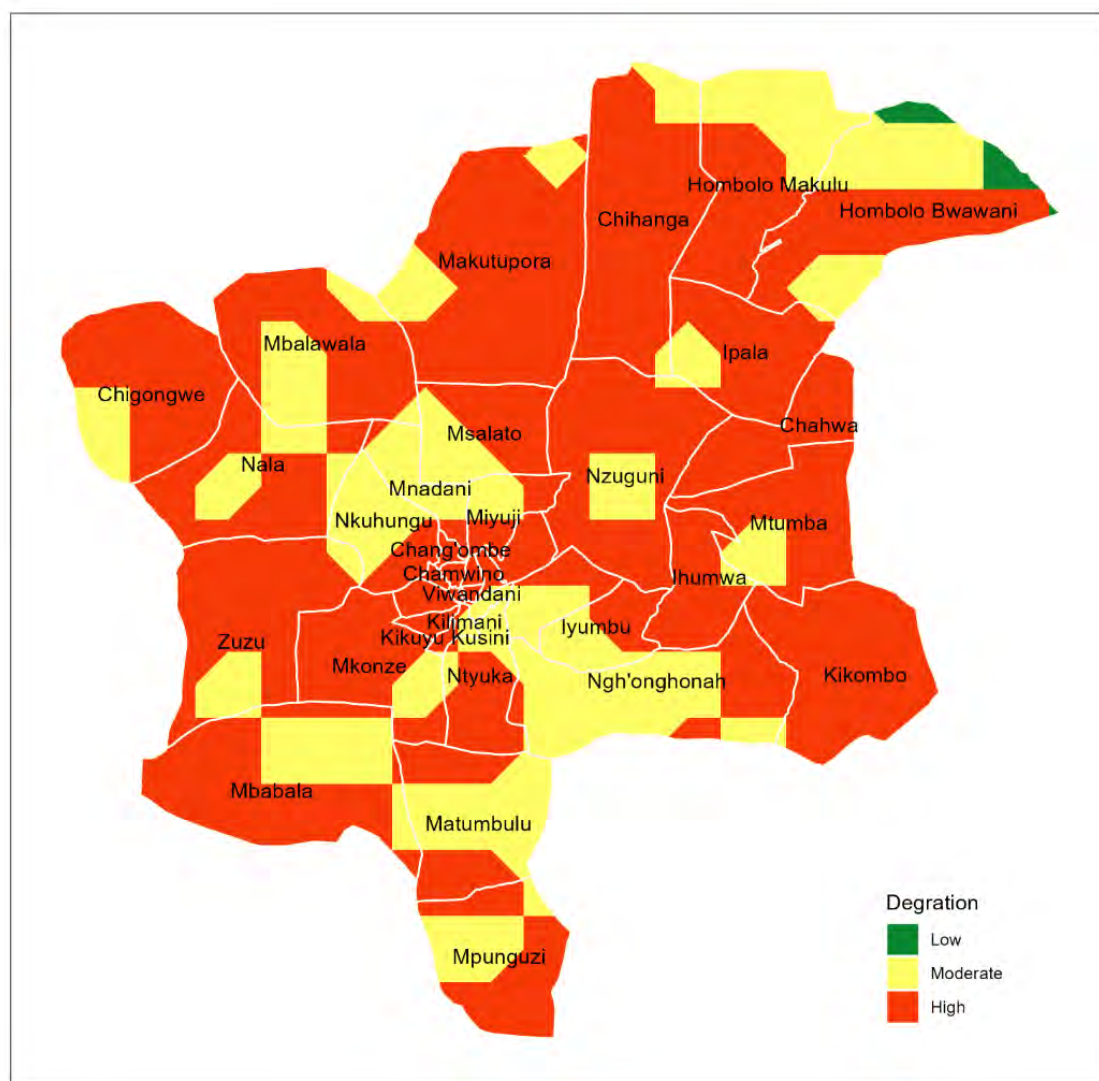 Hombolo Makulu
Chihanga
Hombolo Bwawani
Makutupora
Mbalawala
Ipala
Chigongwe
Chahwa
Msalato
Nala
Nzuguni
Mnadani
Nkuhungu
Miyuji
Mtumba
Chang'ombe
Chamwino
Ihumwa
Viwandani
Kilimani
Iyumbu
Zuzu
Kikuyu Kusini
Mkonze
Ntyuka
Ngh'onghonah
Kikombo
Mbabala
Matumbulu
Mpunguzi
Degration
Low
Moderate
High